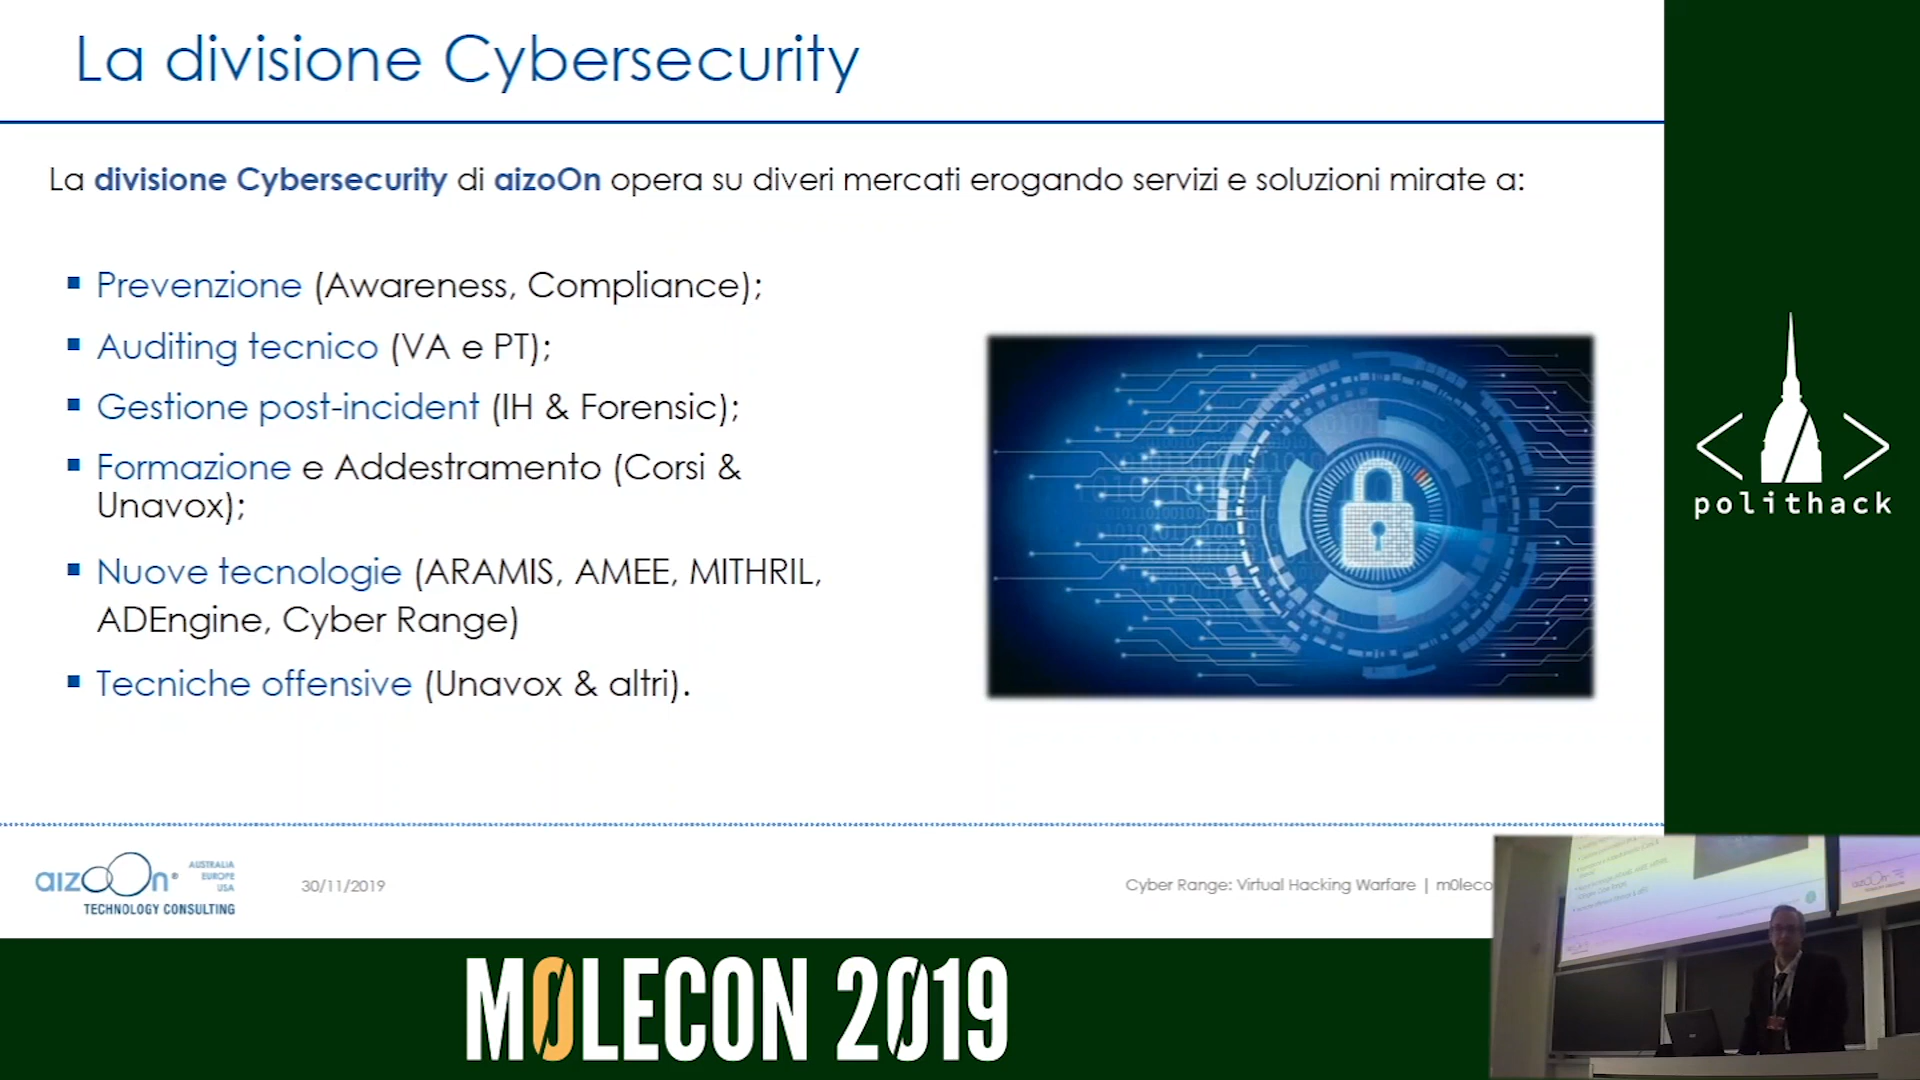 La divisione Cybersecurity
La divisione Cybersecurity di aizoOn opera su diveri mercati erogando servizi e soluzioni mirate a:
Prevenzione (Awareness, Compliance);
Auditing tecnico (VA e PT);
Gestione post-incident (IH & Forensic);
Formazione e Addestramento (Corsi &
Unavox);
Nuove tecnologie (ARAMIS, AMEE, MITHRIL,
ADEngine, Cyber Range)
Tecniche offensive (Unavox & altri).
polithack
aizoOn®
AUSTRALIA
EUROPE
USA
TECHNOLOGY CONSULTING
30/11/2019
Cyber Range: Virtual Hacking Warfare | m0leco
M0LECON 2019